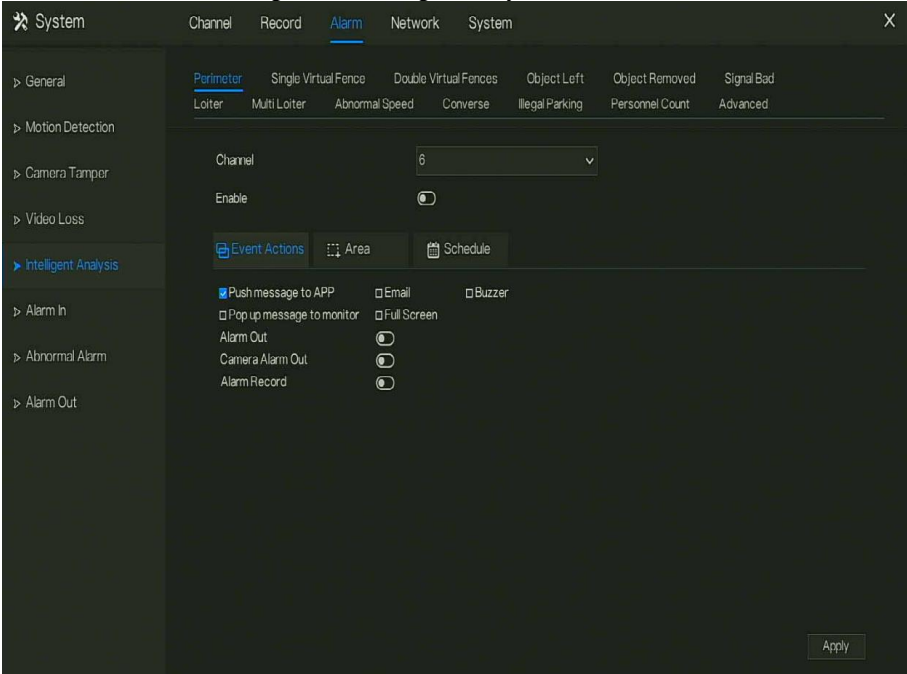 System Channel Record Alarm Network System X
General
Motion Detection
Camera Tamper
Video Loss
Intelligent Analysis
Alarm In
Abnormal Alarm
Alarm Out
Perimeter Single Virtual Fence Double Virtual Fences Object Left Object Removed Signal Bad
Loiter Multi Loiter Abnormal Speed Converse Illegal Parking Personnel Count Advanced
Channel 6
Enable
Event Actions Area Schedule
Push message to APP Email Buzzer
Pop up message to monitor Full Screen
Alarm Out
Camera Alarm Out
Alarm Record
Apply